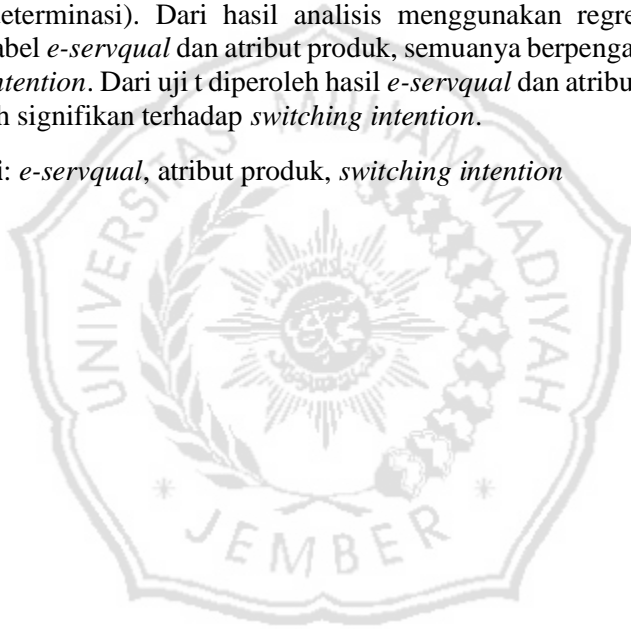 determinasi). Dari hasil analisis menggunakan regre
abel e-servqual dan atribut produk, semuanya berpenga
ntention. Dari uji t diperoleh hasil e-servqual dan atribu
h signifikan terhadap switching intention.
i: e-servqual, atribut produk, switching intention
UNIVERSITAS MUHAMMADIYAH
JEMBER